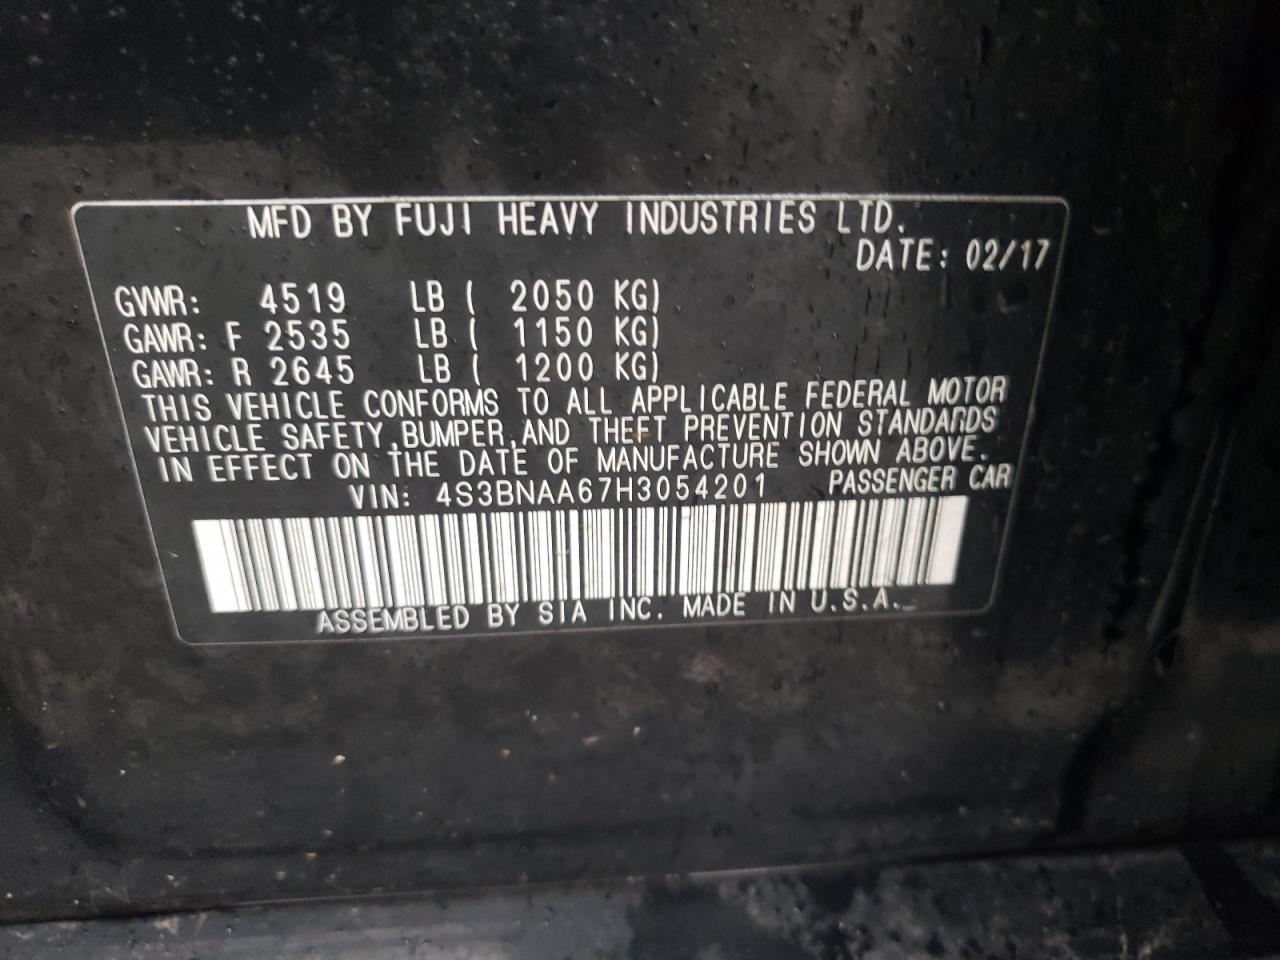 MFD BY FUJI HEAVY INDUSTRIES LTD.
DATE: 02/17
GVWR: 4519 LB ( 2050 KG)
GAWR: F 2535 LB ( 1150 KG)
GAWR: R 2645 LB ( 1200 KG)
THIS VEHICLE CONFORMS TO ALL APPLICABLE FEDERAL MOTOR
VEHICLE SAFETY,BUMPER,AND THEFT PREVENTION STANDARDS
IN EFFECT ON THE DATE OF MANUFACTURE SHOWN ABOVE.
VIN: 4S3BNAA67H3054201 PASSENGER CAR
ASSEMBLED BY SIA INC. MADE IN U.S.A.